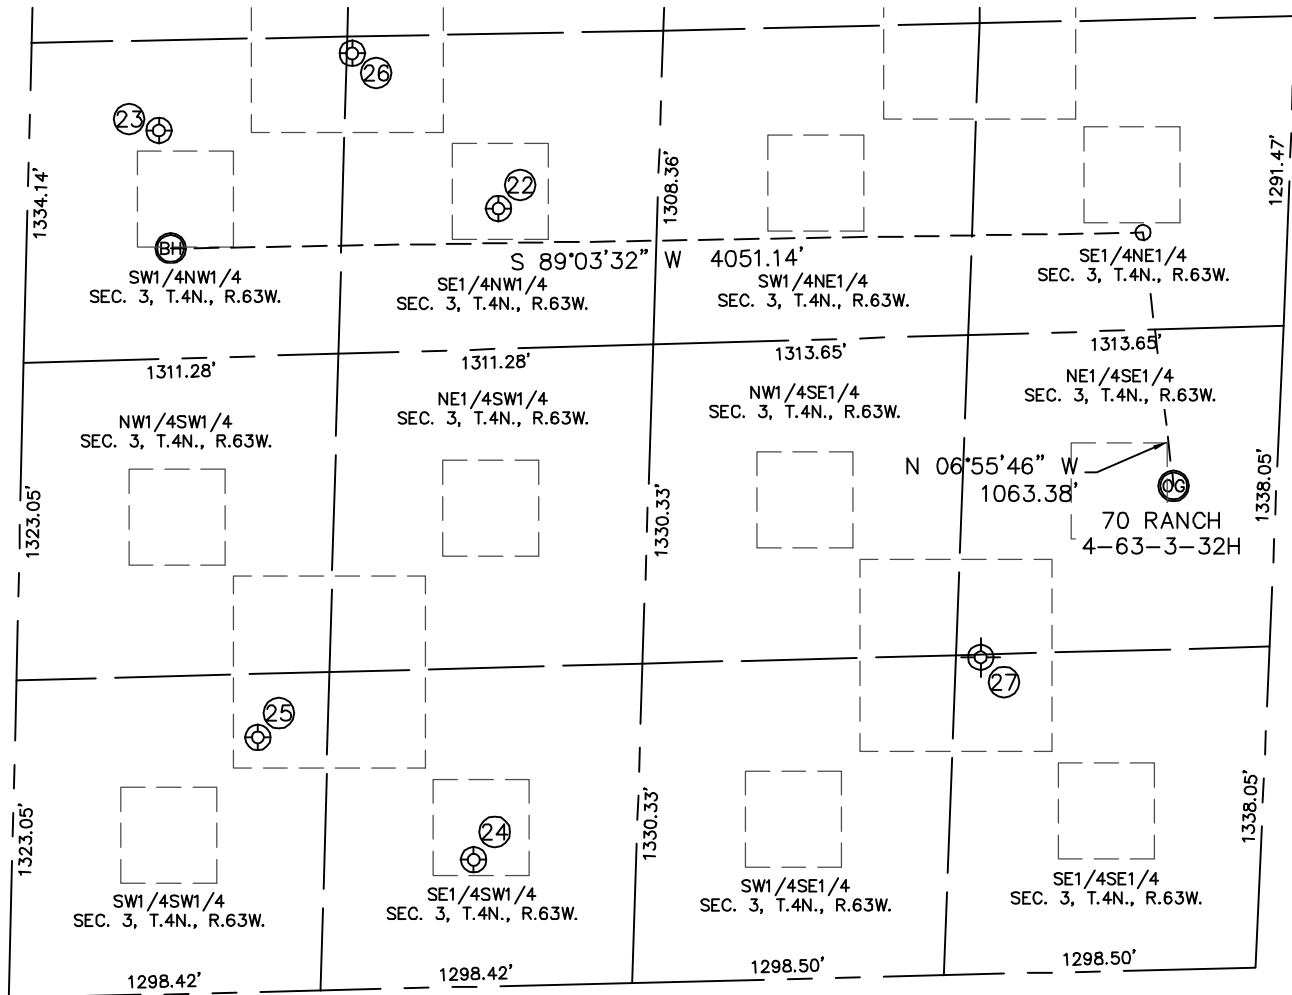 26
23
22
1334.14'
1308.36'
1291.47'
BH
S 89°03'32" W 4051.14'
SW1/4NW1/4
SEC. 3, T.4N., R.63W.
SE1/4NW1/4
SEC. 3, T.4N., R.63W.
SW1/4NE1/4
SEC. 3, T.4N., R.63W.
SE1/4NE1/4
SEC. 3, T.4N., R.63W.
1311.28'
1311.28'
1313.65'
1313.65'
NW1/4SW1/4
SEC. 3, T.4N., R.63W.
NE1/4SW1/4
SEC. 3, T.4N., R.63W.
NW1/4SE1/4
SEC. 3, T.4N., R.63W.
NE1/4SE1/4
SEC. 3, T.4N., R.63W.
N 06°55'46" W
1063.38'
OG
70 RANCH
4-63-3-32H
1323.05'
1330.33'
1338.05'
27
25
24
1323.05'
1330.33'
1338.05'
SW1/4SW1/4
SEC. 3, T.4N., R.63W.
SE1/4SW1/4
SEC. 3, T.4N., R.63W.
SW1/4SE1/4
SEC. 3, T.4N., R.63W.
SE1/4SE1/4
SEC. 3, T.4N., R.63W.
1298.42'
1298.42'
1298.50'
1298.50'